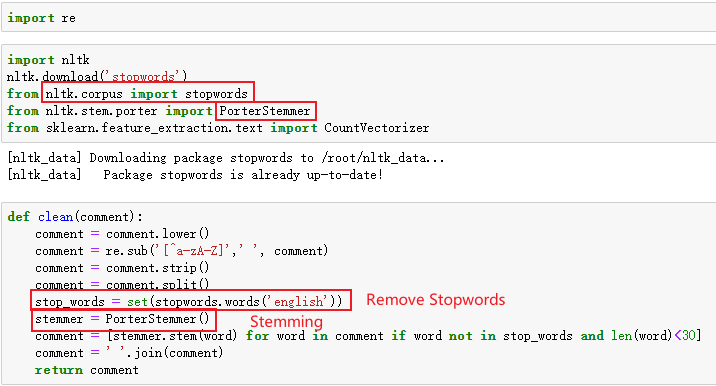 import re
import nltk
nltk.download('stopwords')
from nltk.corpus import stopwords
from nltk.stem.porter import PorterStemmer
from sklearn.feature_extraction.text import CountVectorizer
[nltk_data] Downloading package stopwords to /root/nltk_data...
[nltk_data]   Package stopwords is already up-to-date!
def clean(comment):
    comment = comment.lower()
    comment = re.sub('[^a-zA-Z]',' ', comment)
    comment = comment.strip()
    comment = comment.split()
    stop_words = set(stopwords.words('english')) Remove Stopwords
    stemmer = PorterStemmer() Stemming
    comment = [stemmer.stem(word) for word in comment if word not in stop_words and len(word)<30]
    comment = ' '.join(comment)
    return comment